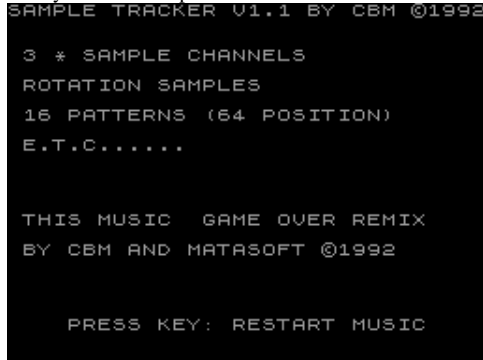 SAMPLE TRACKER V1.1 BY CBM ©1992
3 * SAMPLE CHANNELS
ROTATION SAMPLES
16 PATTERNS (64 POSITION)
E.T.C......
THIS MUSIC  GAME OVER REMIX
BY CBM AND MATASOFT ©1992
PRESS KEY: RESTART MUSIC